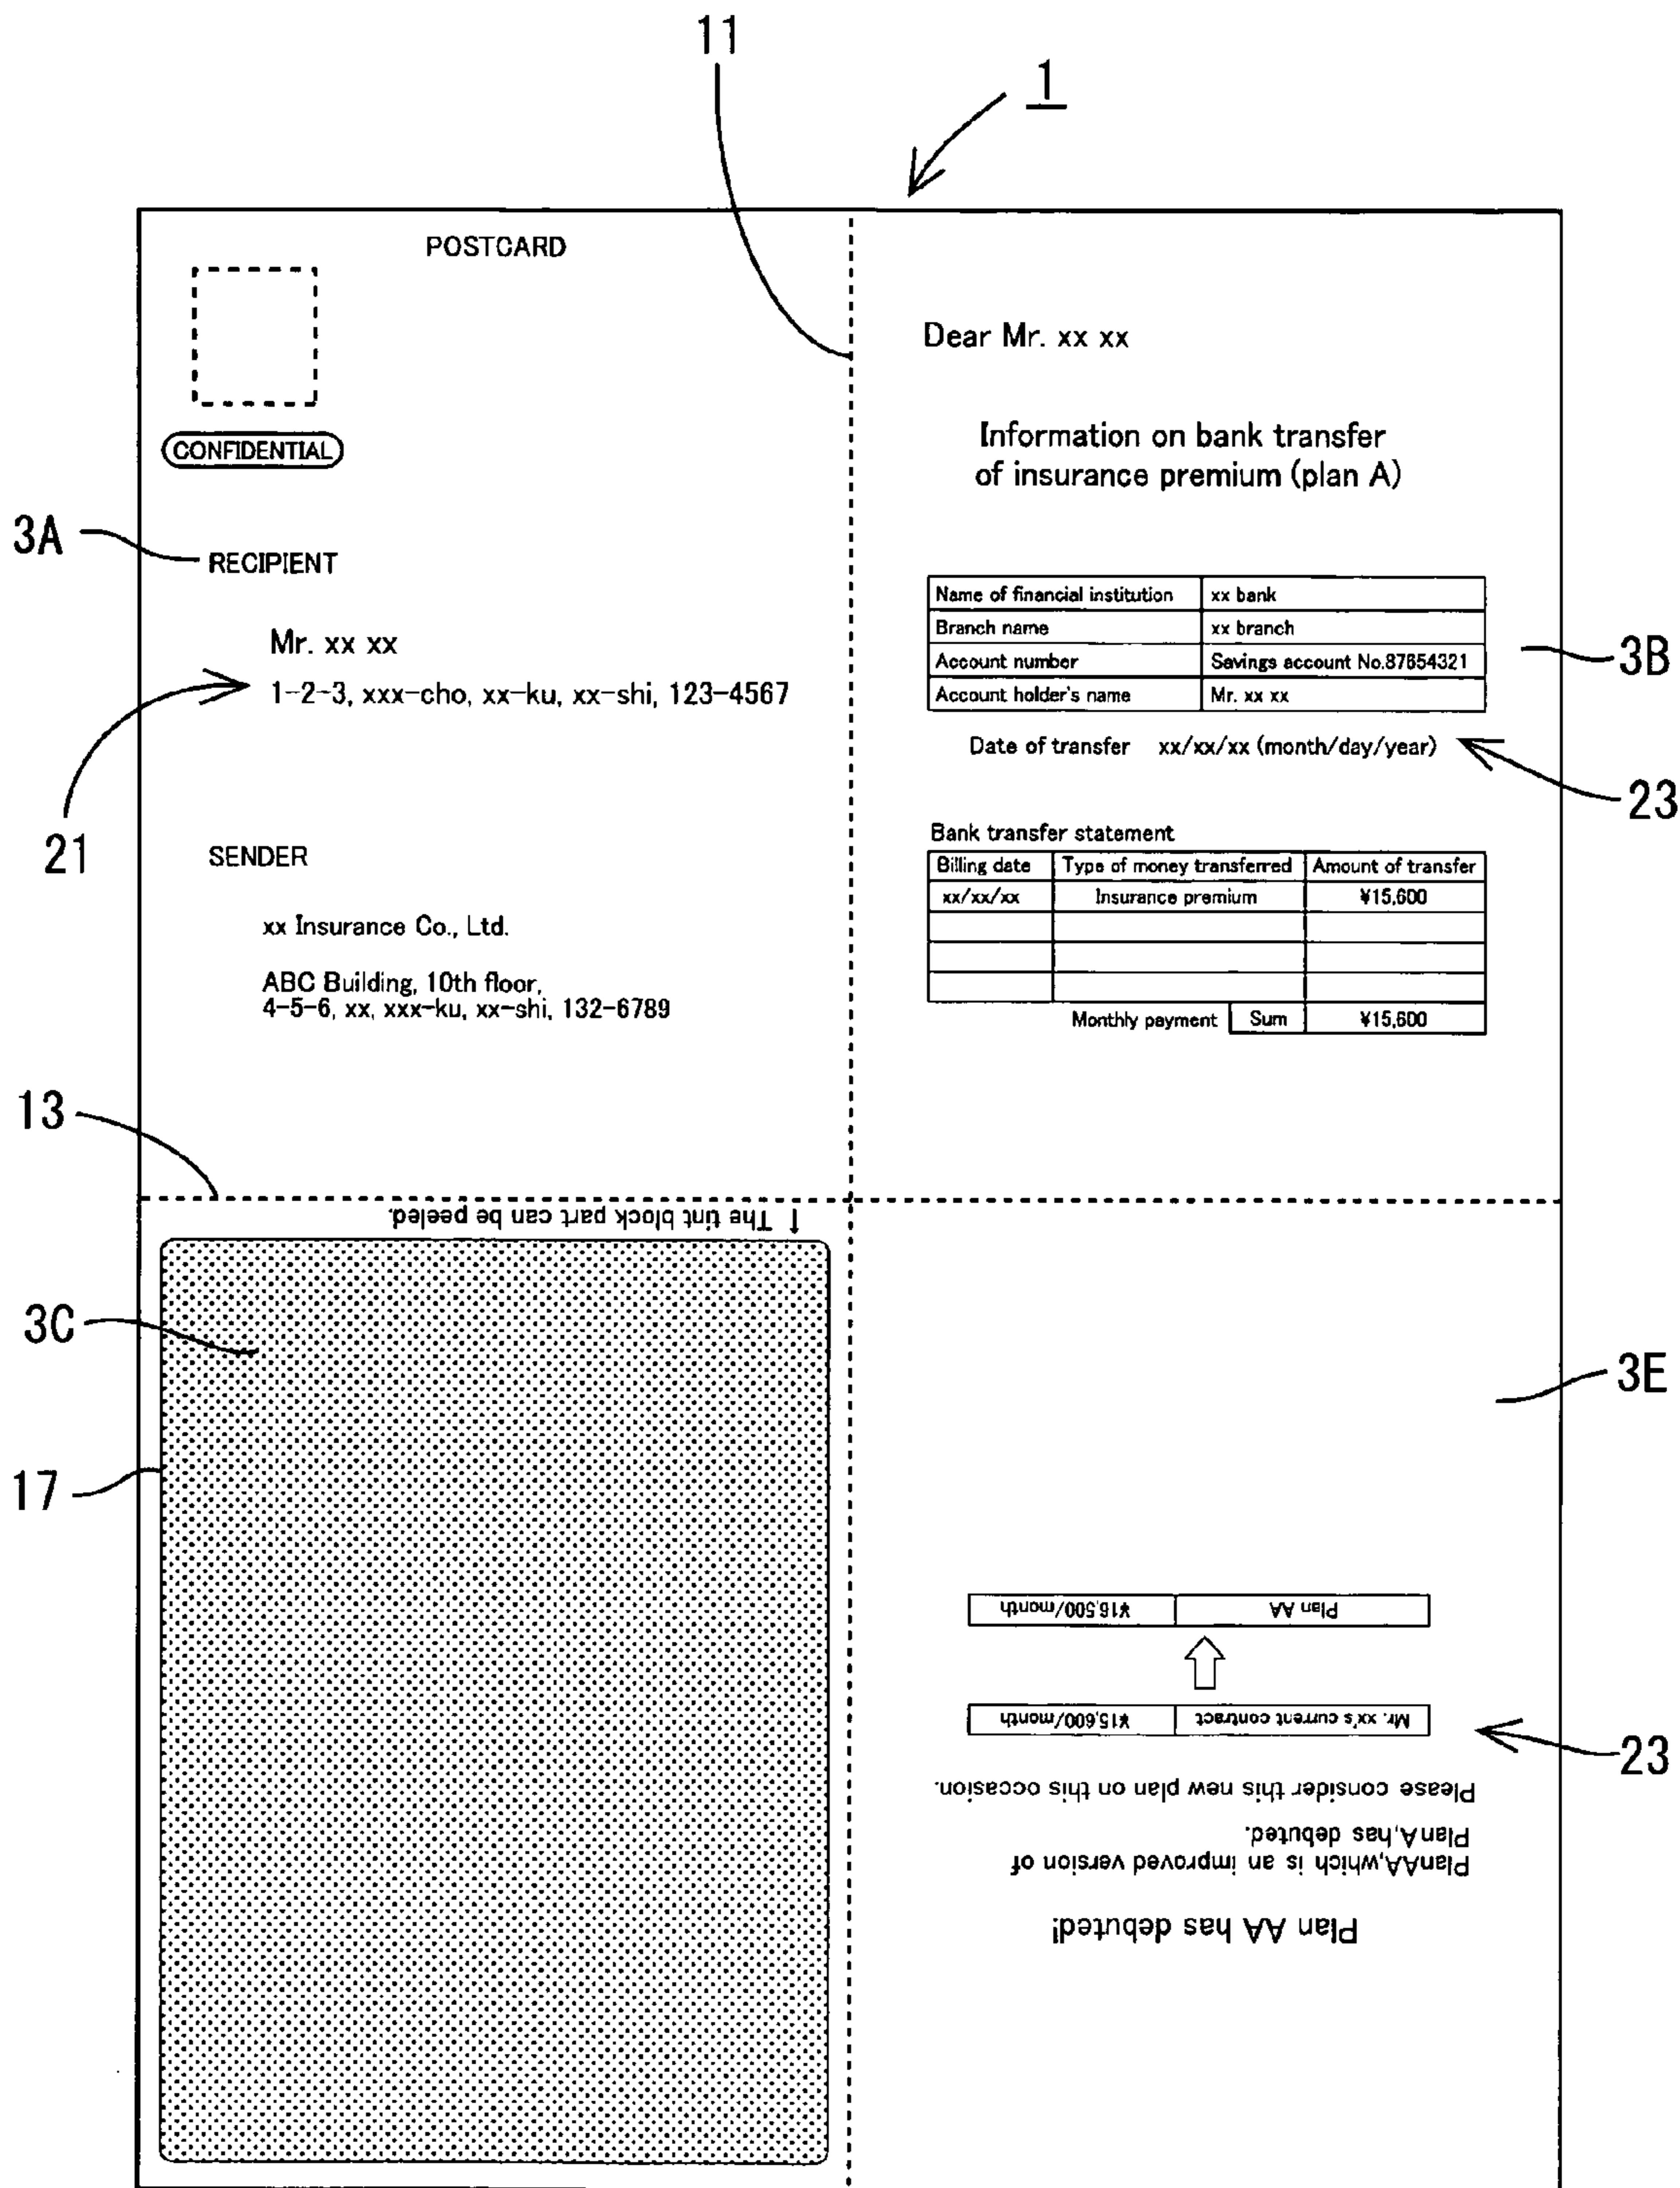 11
1
POSTCARD
CONFIDENTIAL
3A
RECIPIENT
Mr. xx xx
1-2-3, xxx-cho, xx-ku, xx-shi, 123-4567
21
SENDER
xx Insurance Co., Ltd.
ABC Building, 10th floor,
4-5-6, xx, xxx-ku, xx-shi, 132-6789
Dear Mr. xx xx
Information on bank transfer
of insurance premium (plan A)
Name of financial institution xx bank
Branch name xx branch
Account number Savings account No.87654321
Account holder's name Mr. xx xx
3B
Date of transfer xx/xx/xx (month/day/year)
23
Bank transfer statement
Billing date Type of money transferred Amount of transfer
xx/xx/xx Insurance premium ¥15,600
Monthly payment Sum ¥15,600
13
↑ The tint block part can be peeled.
3C
17
3E
Plan AA has debuted!
PlanAA,which is an improved version of
PlanA,has debuted.
Please consider this new plan on this occasion.
23
Mr. xx's current contract ¥15,600/month
Plan AA ¥16,500/month